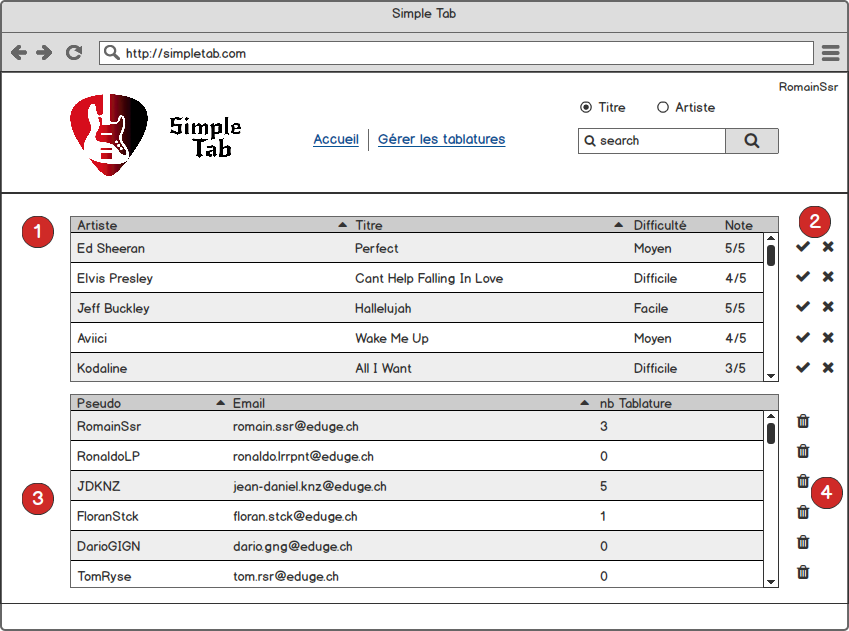 Simple Tab
http://simpletab.com
RomainSsr
Titre Artiste
Simple
Tab
Accueil Gérer les tablatures
search
1
2
Artiste Titre Difficulté Note
Ed Sheeran Perfect Moyen 5/5
Elvis Presley Cant Help Falling In Love Difficile 4/5
Jeff Buckley Hallelujah Facile 5/5
Aviici Wake Me Up Moyen 4/5
Kodaline All I Want Difficile 3/5
Pseudo Email nb Tablature
RomainSsr romain.ssr@eduge.ch 3
RonaldoLP ronaldo.lrrpnt@eduge.ch 0
JDKNZ jean-daniel.knz@eduge.ch 5
3
4
FloranStck floran.stck@eduge.ch 1
DarioGIGN dario.gng@eduge.ch 0
TomRyse tom.rsr@eduge.ch 0